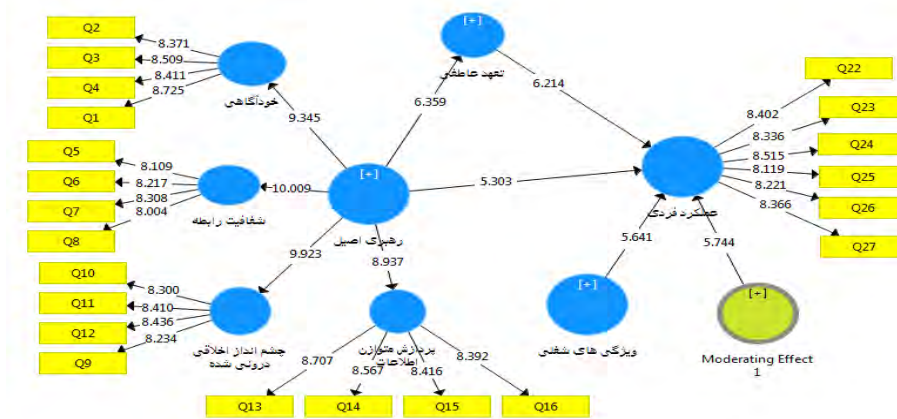 Q2
Q3
Q4
Q1
8.371
8.509
8.411
8.725
خودآگاهی
9.345
[+]
تعهد عاطفی
6.359
6.214
Q22
Q23
Q24
Q25
Q26
Q27
8.402
8.336
8.515
8.119
8.221
8.366
عملکرد فردی
Q5
Q6
Q7
Q8
8.109
8.217
8.308
8.004
شفافیت رابطه
10.009
[+]
رهبری اصیل
5.303
Q10
Q11
Q12
Q9
8.300
8.410
8.436
8.234
چشم انداز اخلاقی
درونی شده
9.923
8.937
پردازش متوازن
اطلاعات
8.707
8.567
8.416
8.392
Q13
Q14
Q15
Q16
5.641
[+]
ویژگی های شغلی
5.744
[+]
Moderating Effect
1